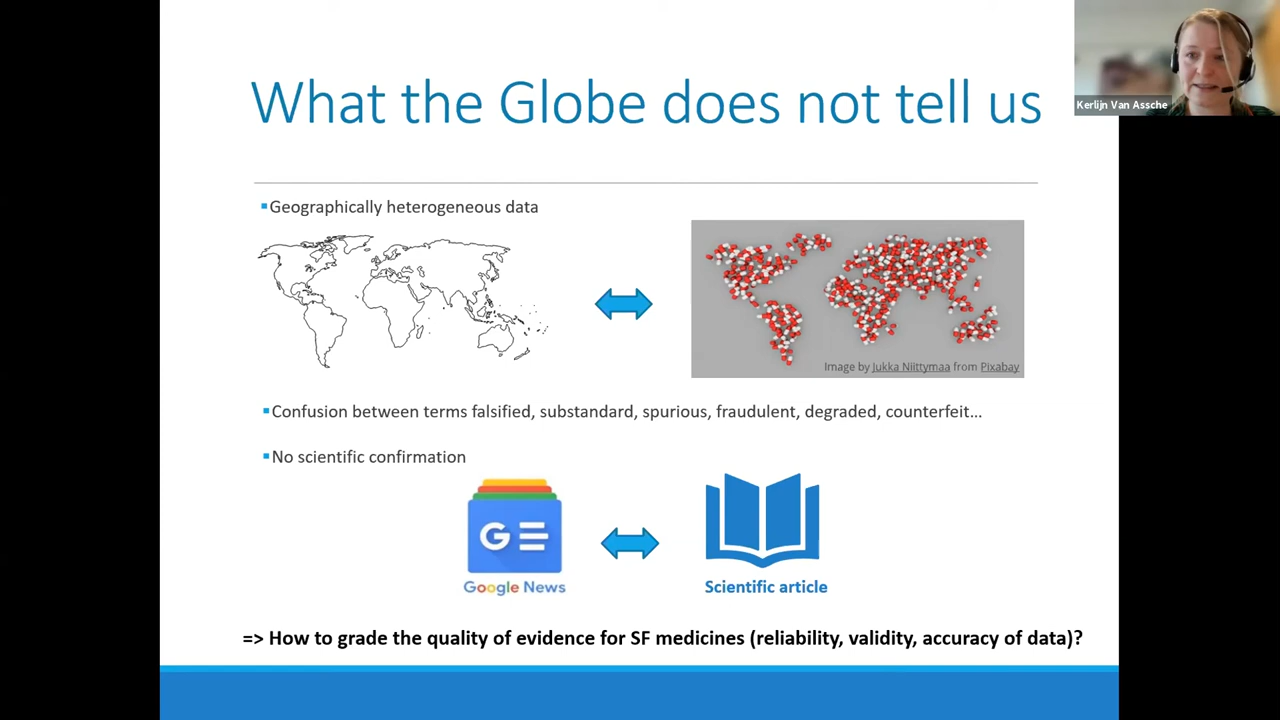 What the Globe does not tell us
Kerlijn Van Assche
Geographically heterogeneous data
Image by Jukka Niittymaa from Pixabay
Confusion between terms falsified, substandard, spurious, fraudulent, degraded, counterfeit...
No scientific confirmation
G
Google News
Scientific article
=> How to grade the quality of evidence for SF medicines (reliability, validity, accuracy of data)?